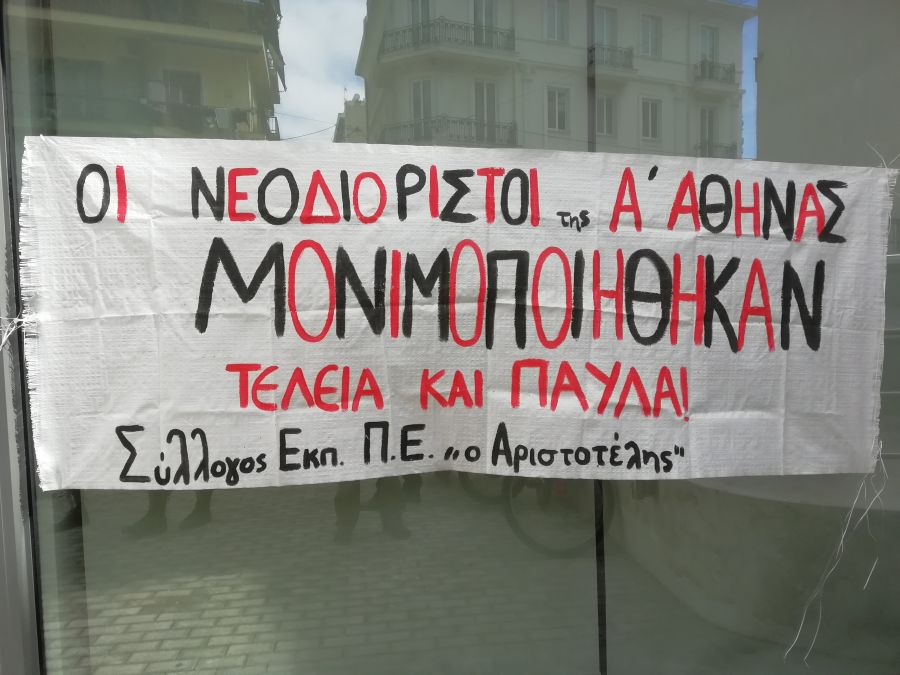 ΟΙ ΝΕΟΔΙΟΡΙΣΤΟΙ της Α΄ ΑΘΗΝΑΣ
ΜΟΝΙΜΟΠΟΙΗΘΗΚΑΝ
ΤΕΛΕΙΑ ΚΑΙ ΠΑΥΛΑ!
Σύλλογος Εκπ. Π.Ε. „ο Αριστοτέλης"